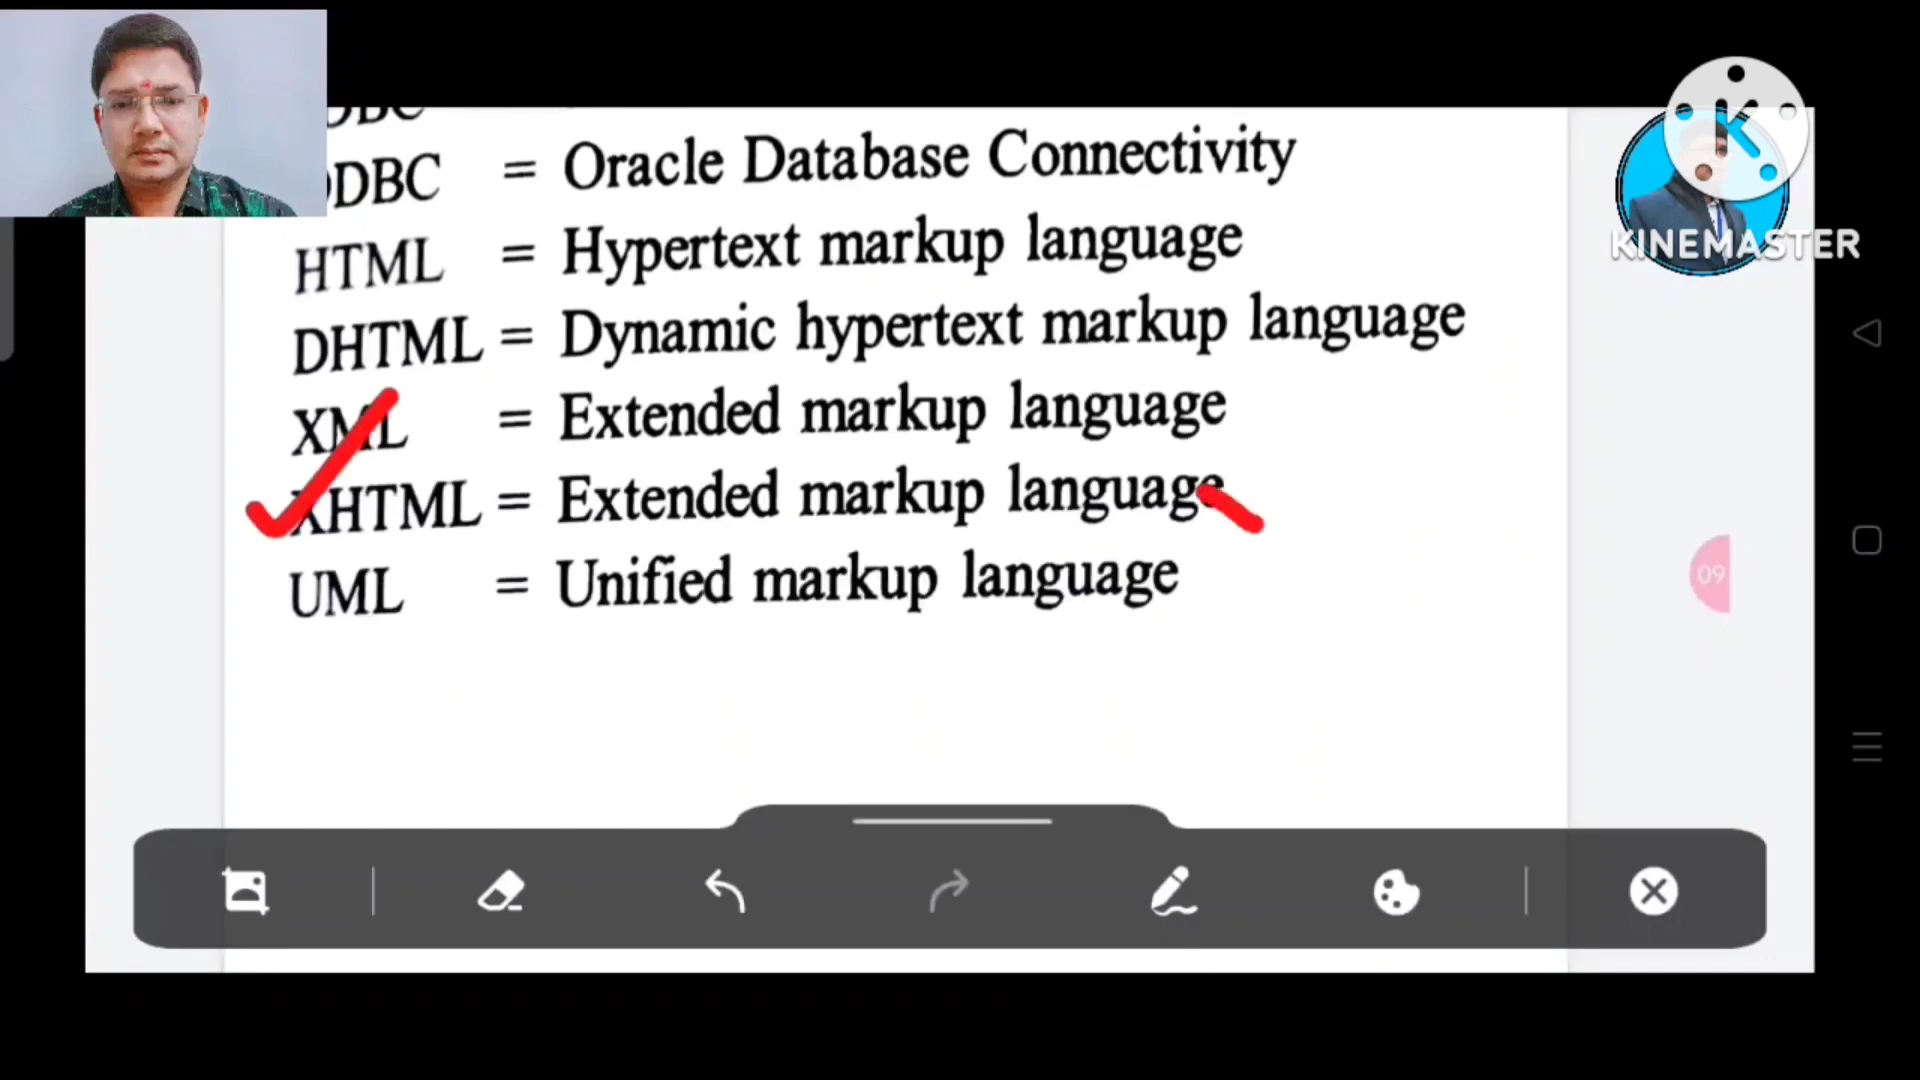 DBC = Oracle Database Connectivity
HTML = Hypertext markup language
DHTML = Dynamic hypertext markup language
XML = Extended markup language
XHTML = Extended markup language
UML = Unified markup language
KINEMASTER
09